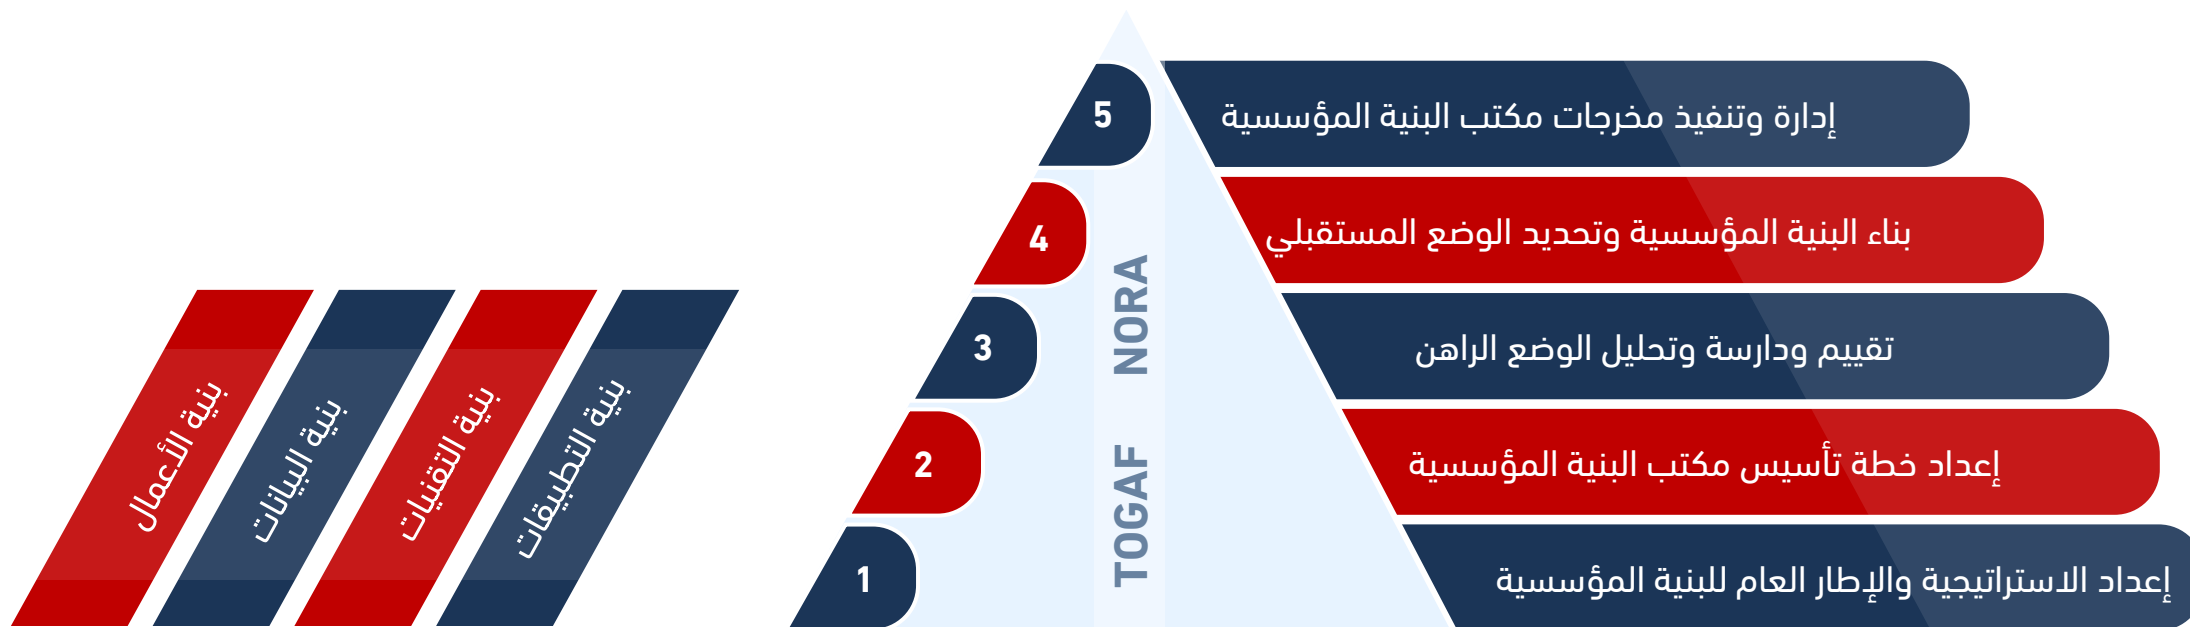 5
إدارة وتنفيذ مخرجات مكتب البنية المؤسسية
4
بناء البنية المؤسسية وتحديد الوضع المستقبلي
3
تقييم ودارسة وتحليل الوضع الراهن
2
إعداد خطة تأسيس مكتب البنية المؤسسية
1
إعداد الاستراتيجية والإطار العام للبنية المؤسسية
TOGAF NORA
بنية التطبيقات
بنية التقنيات
بنية البيانات
بنية الأعمال